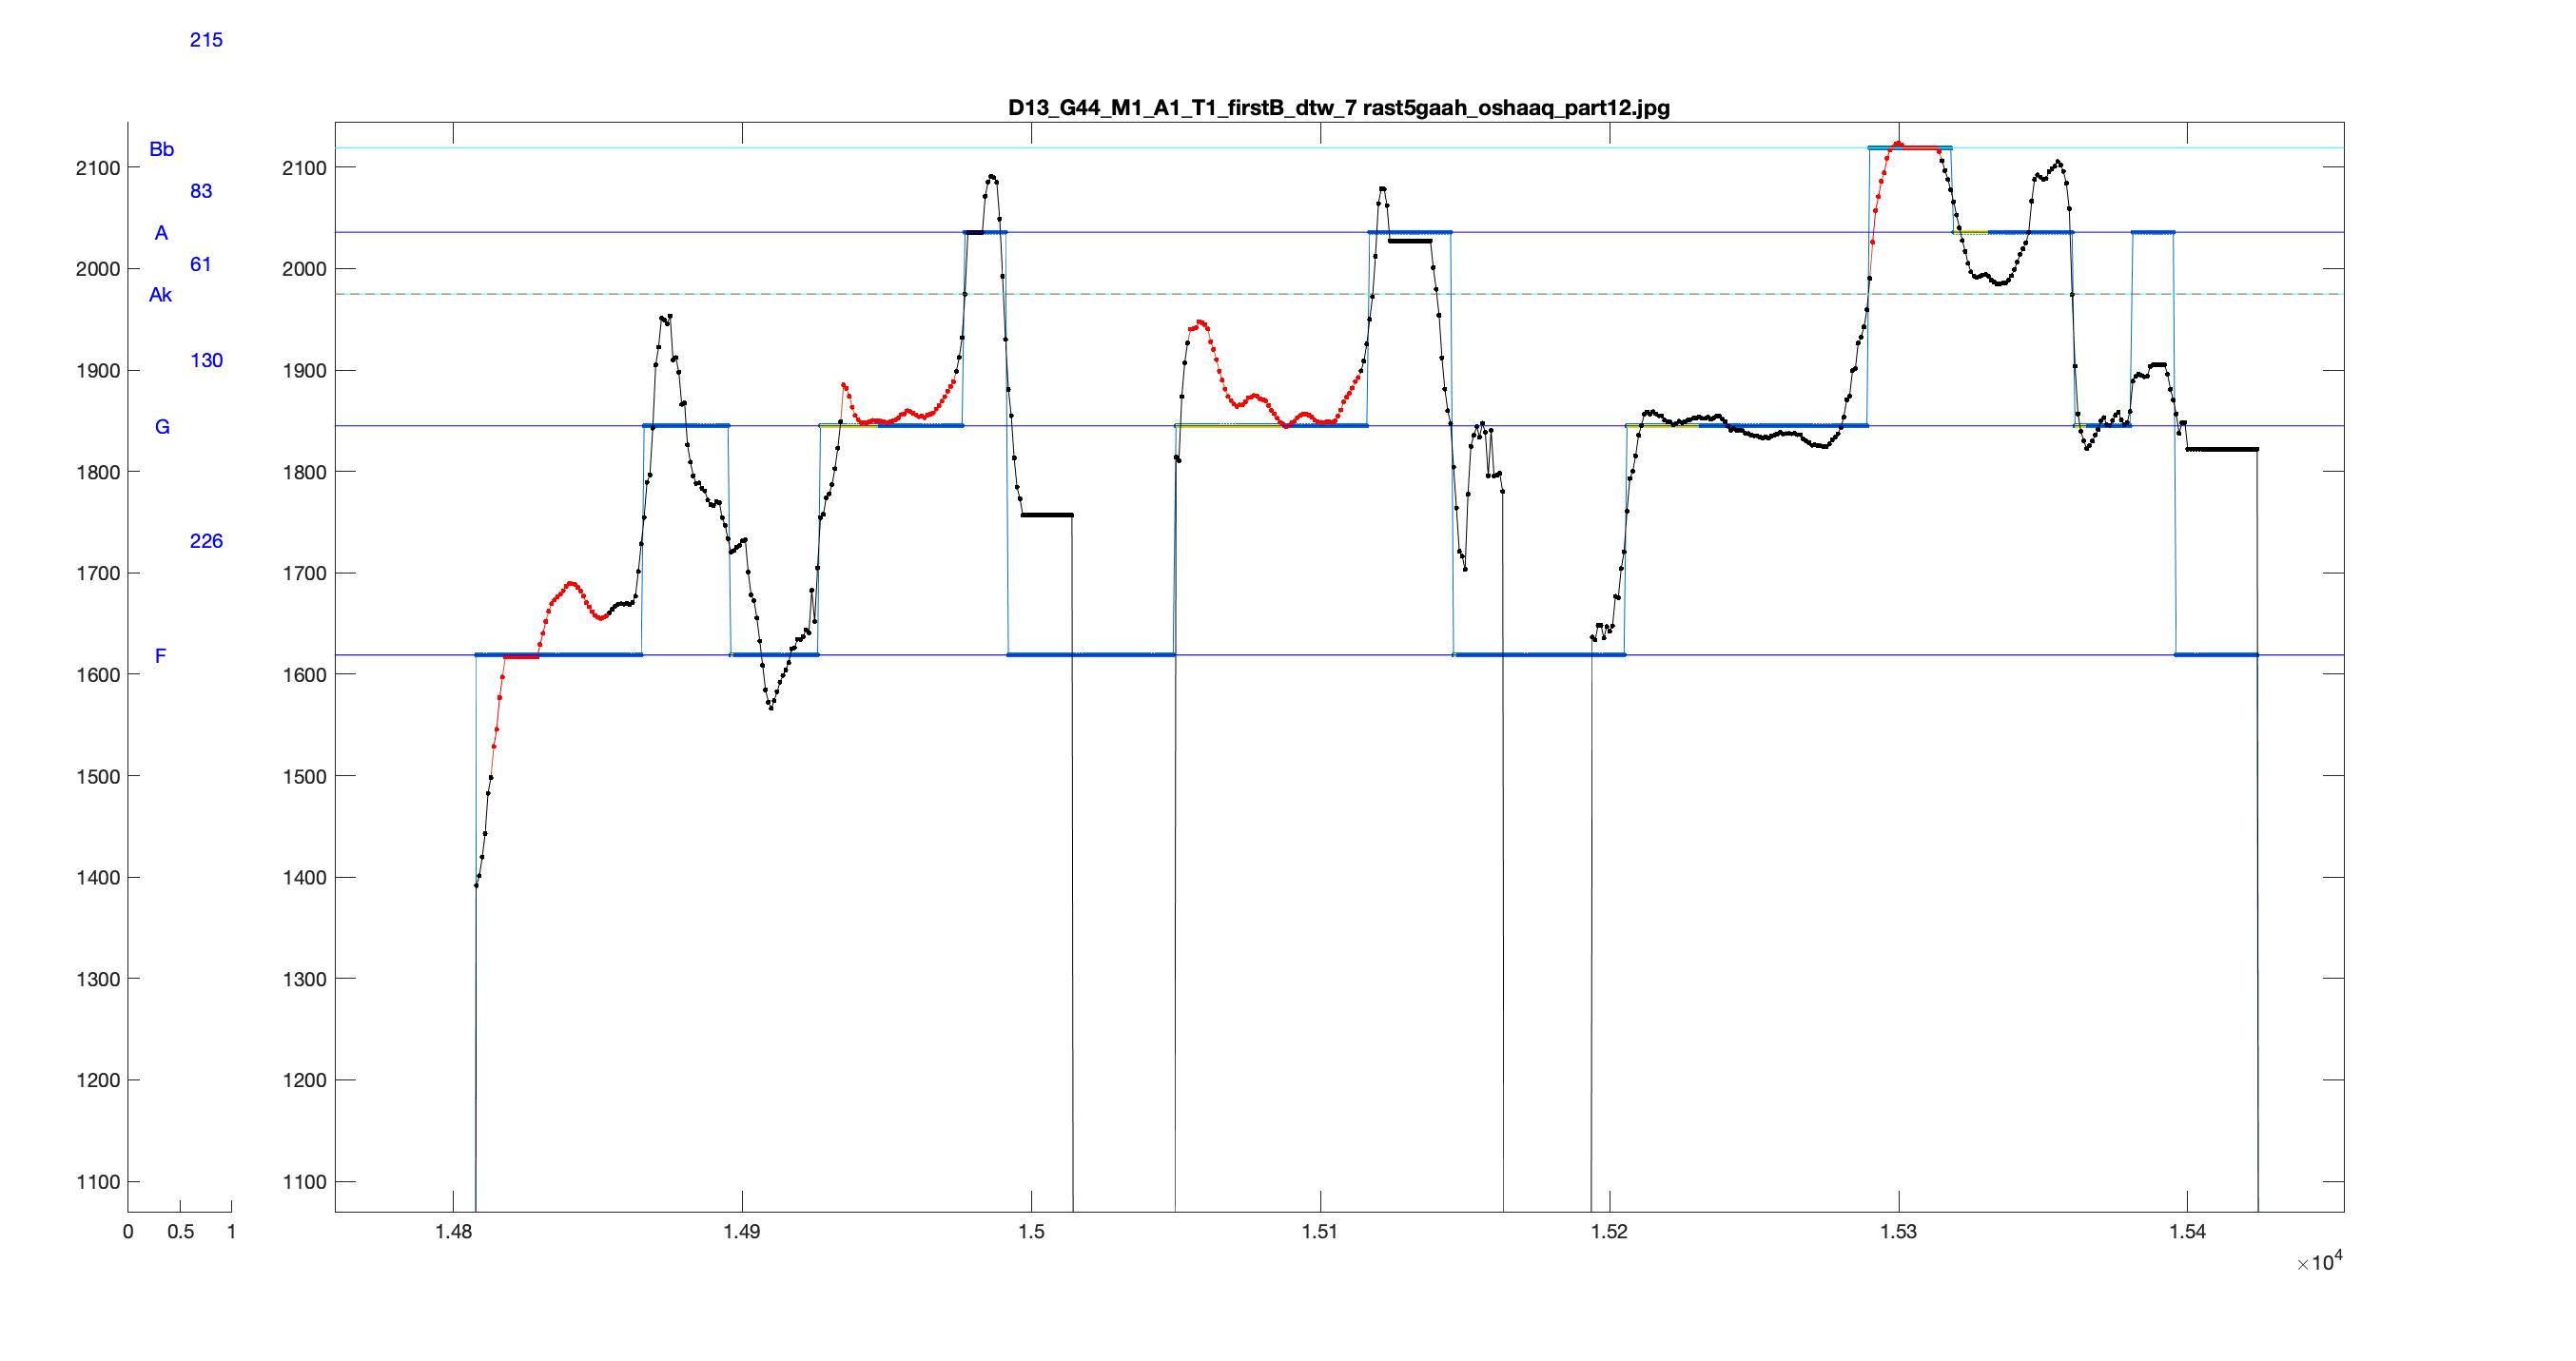 215
D13_G44_M1_A1_T1_firstB_dtw_7 rast5gaah_oshaaq_part12.jpg
Bb
2100 2100
83
A
61
2000 2000
Ak
130
1900 1900
G
1800 1800
226
1700 1700
F
1600 1600
1500 1500
1400 1400
1300 1300
1200 1200
1100 1100
0 0.5 1 1.48 1.49 1.5 1.51 1.52 1.53 1.54
×10^4